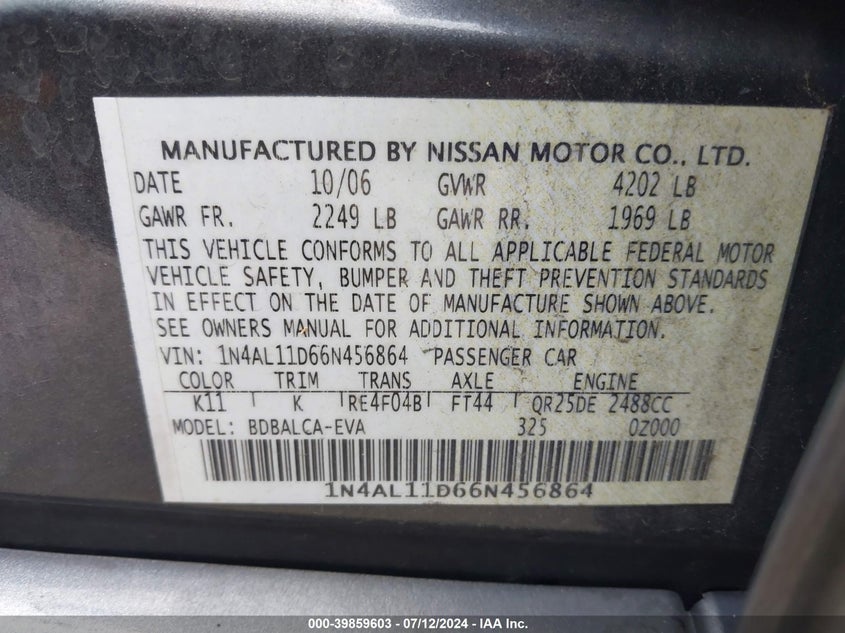 MANUFACTURED BY NISSAN MOTOR CO., LTD.
DATE 10/06 GVWR 4202 LB
GAWR FR. 2249 LB GAWR RR. 1969 LB
THIS VEHICLE CONFORMS TO ALL APPLICABLE FEDERAL MOTOR
VEHICLE SAFETY, BUMPER AND THEFT PREVENTION STANDARDS
IN EFFECT ON THE DATE OF MANUFACTURE SHOWN ABOVE.
SEE OWNERS MANUAL FOR ADDITIONAL INFORMATION.
VIN: 1N4AL11D66N456864 PASSENGER CAR
COLOR TRIM TRANS AXLE ENGINE
K11 K RE4F04B FT44 QR25DE 2488CC
MODEL: BDBALCA-EVA 325 0Z000
1N4AL11D66N456864
000-39859603 - 07/12/2024 - IAA Inc.